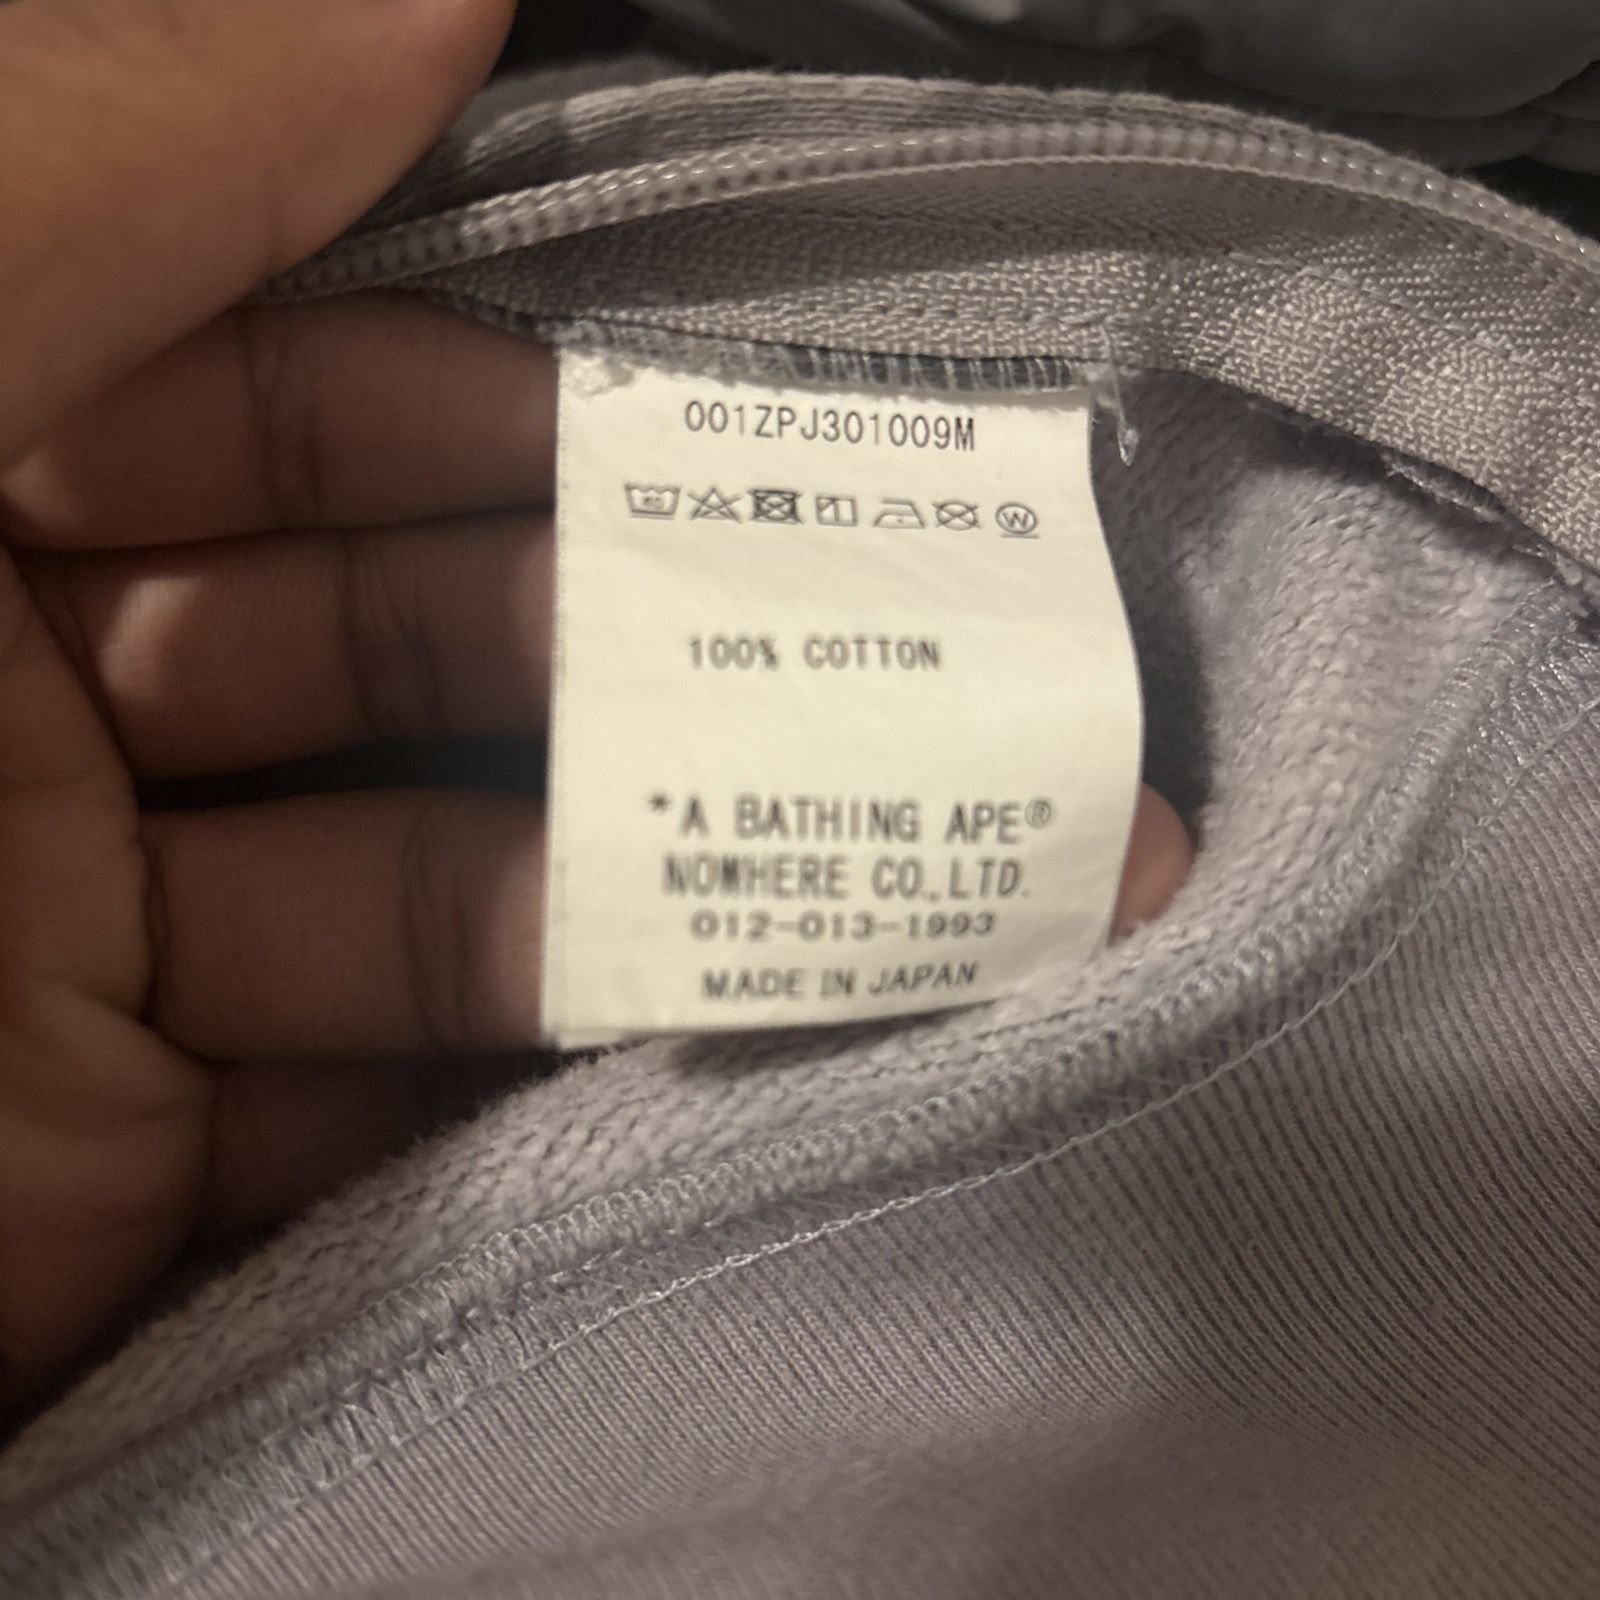 001ZPJ301009M
W
100% COTTON
*A BATHING APE®
NOWHERE CO.,LTD.
012-013-1993
MADE IN JAPAN